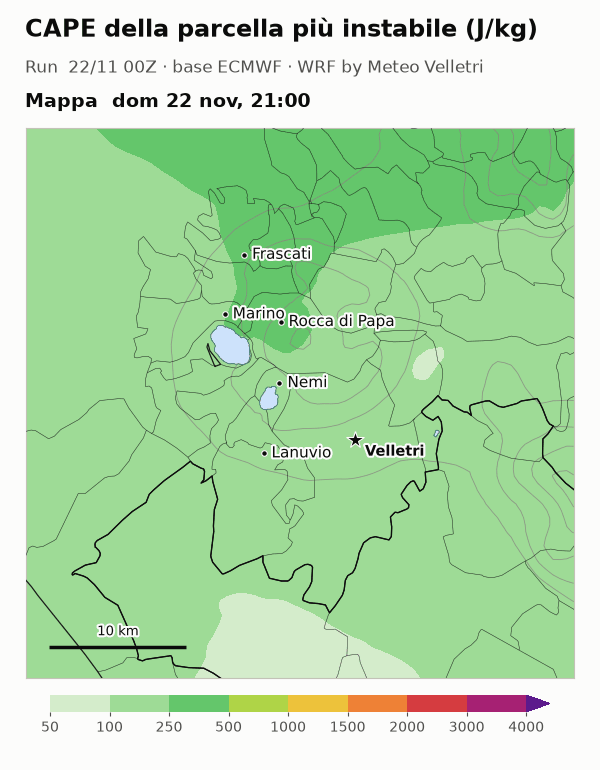 CAPE della parcella più instabile (J/kg)
Run  22/11 00Z · base ECMWF · WRF by Meteo Velletri
Mappa  dom 22 nov, 21:00
Frascati
Marino
Rocca di Papa
Nemi
Velletri
Lanuvio
10 km
50 100 250 500 1000 1500 2000 3000 4000